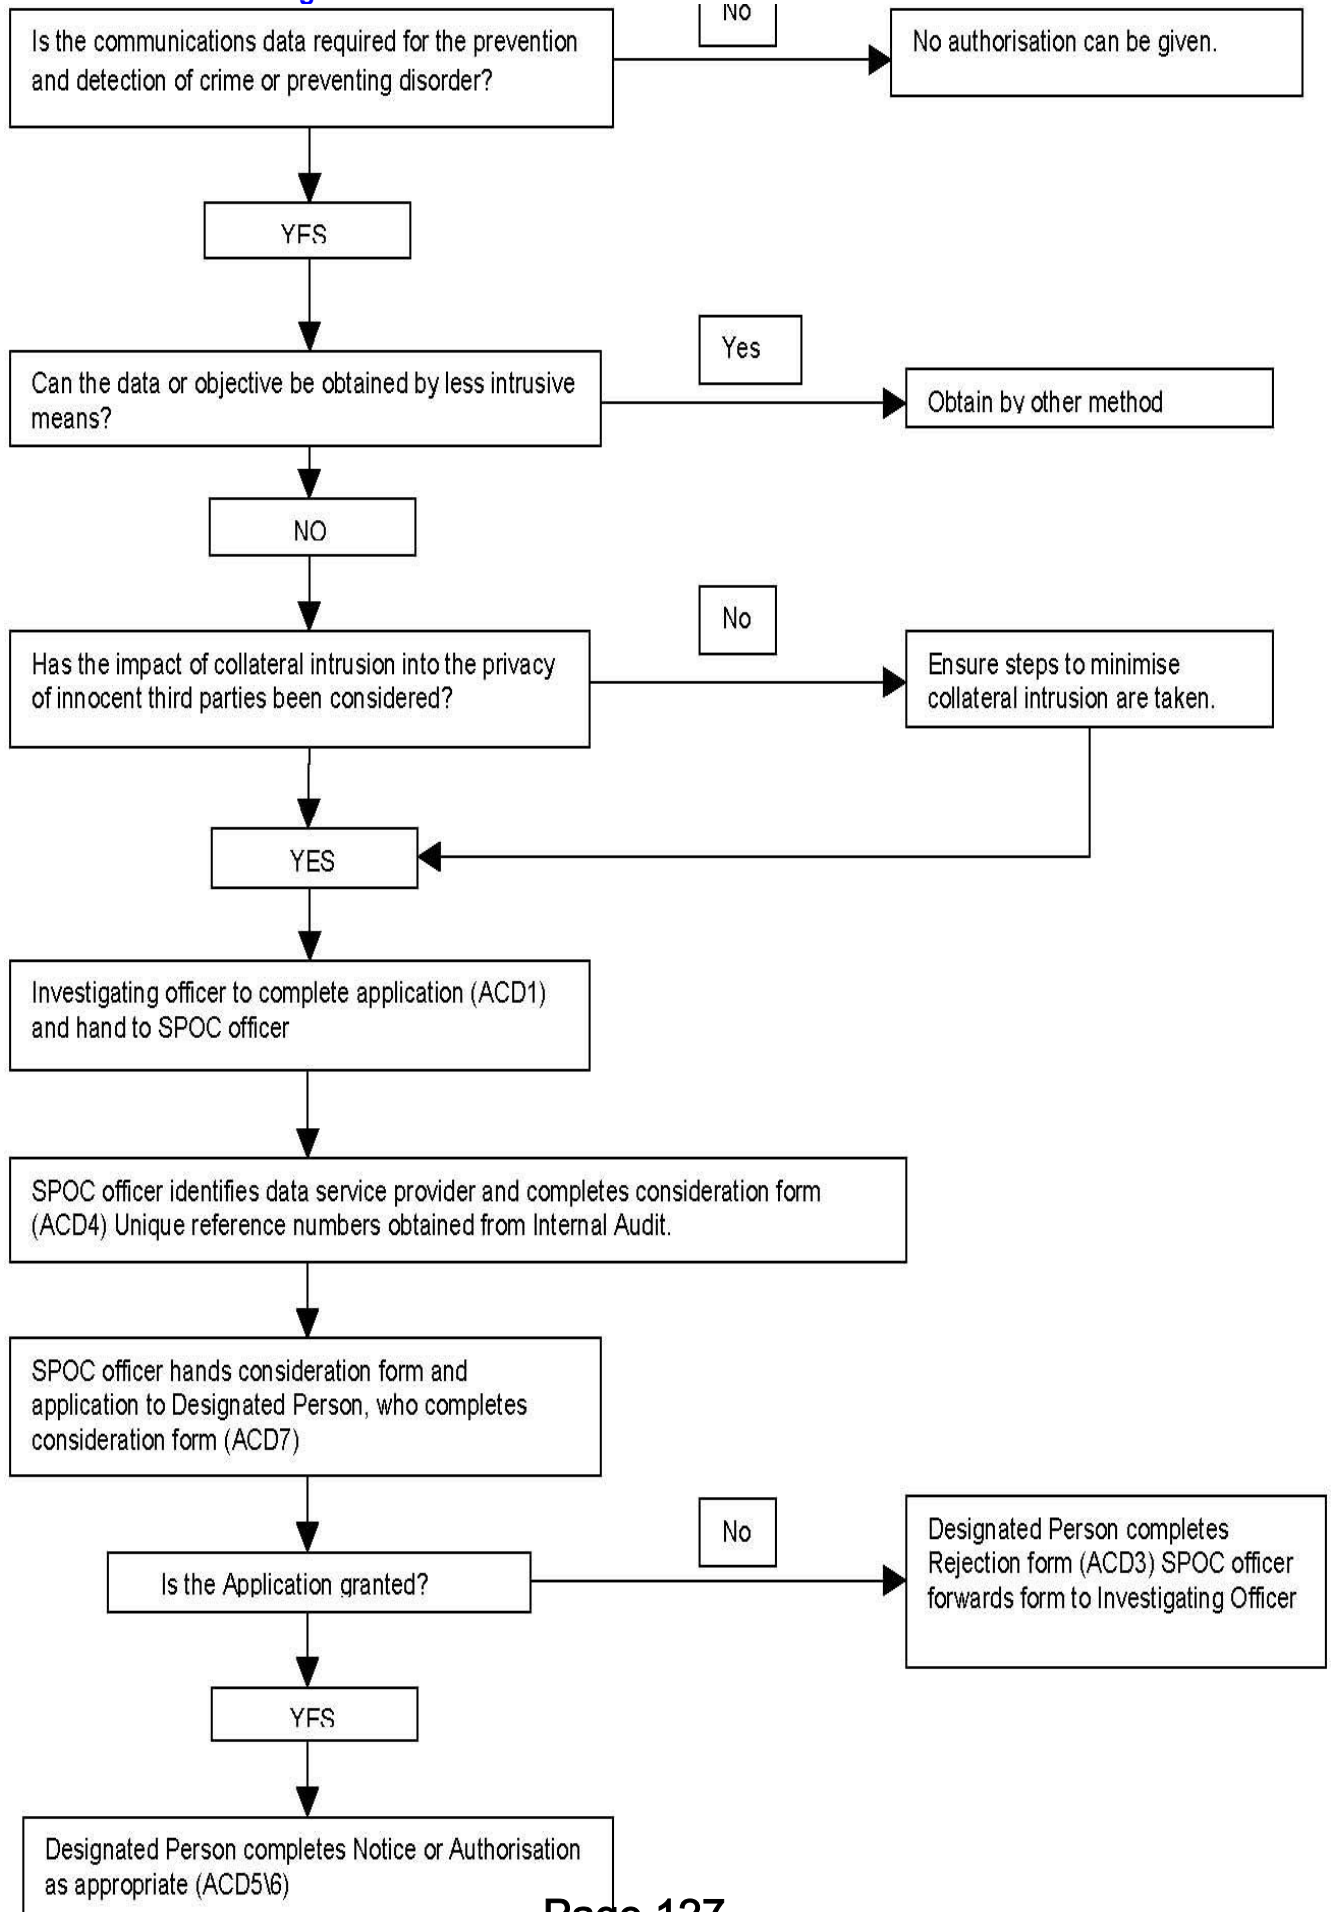 No
Is the communications data required for the prevention
and detection of crime or preventing disorder?
No authorisation can be given.
YES
Yes
Can the data or objective be obtained by less intrusive
means?
Obtain by other method
NO
No
Has the impact of collateral intrusion into the privacy
of innocent third parties been considered?
Ensure steps to minimise
collateral intrusion are taken.
YES
Investigating officer to complete application (ACD1)
and hand to SPOC officer
SPOC officer identifies data service provider and completes consideration form
(ACD4) Unique reference numbers obtained from Internal Audit.
SPOC officer hands consideration form and
application to Designated Person, who completes
consideration form (ACD7)
No
Is the Application granted?
Designated Person completes
Rejection form (ACD3) SPOC officer
forwards form to Investigating Officer
YES
Designated Person completes Notice or Authorisation
as appropriate (ACD5\6)
Page 127